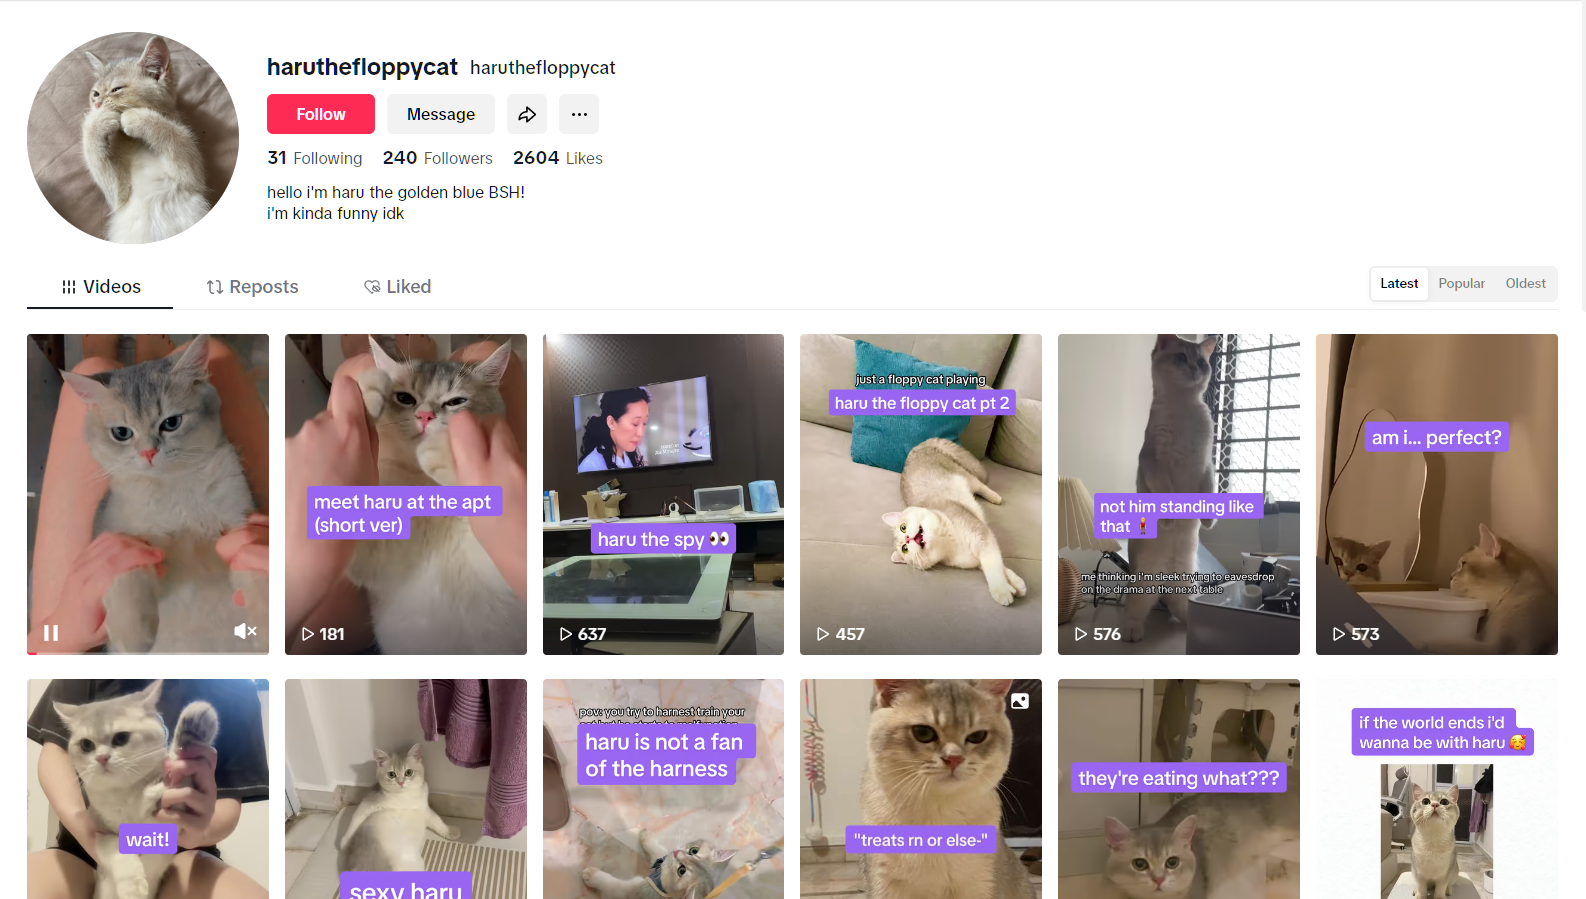 haruthefloppycat haruthefloppycat
Follow Message
31 Following 240 Followers 2604 Likes
hello i'm haru the golden blue BSH!
i'm kinda funny idk
Videos Reposts Liked
Latest Popular Oldest
meet haru at the apt
(short ver)
181
haru the spy 👀
637
just a floppy cat playing
haru the floppy cat pt 2
457
not him standing like
that 🧍
me thinking i'm sleek trying to eavesdrop
on the drama at the next table
576
am i... perfect?
573
wait!
sexy haru
pov: you try to harnest train your
haru is not a fan
of the harness
"treats rn or else-"
they're eating what???
if the world ends i'd
wanna be with haru 🥰